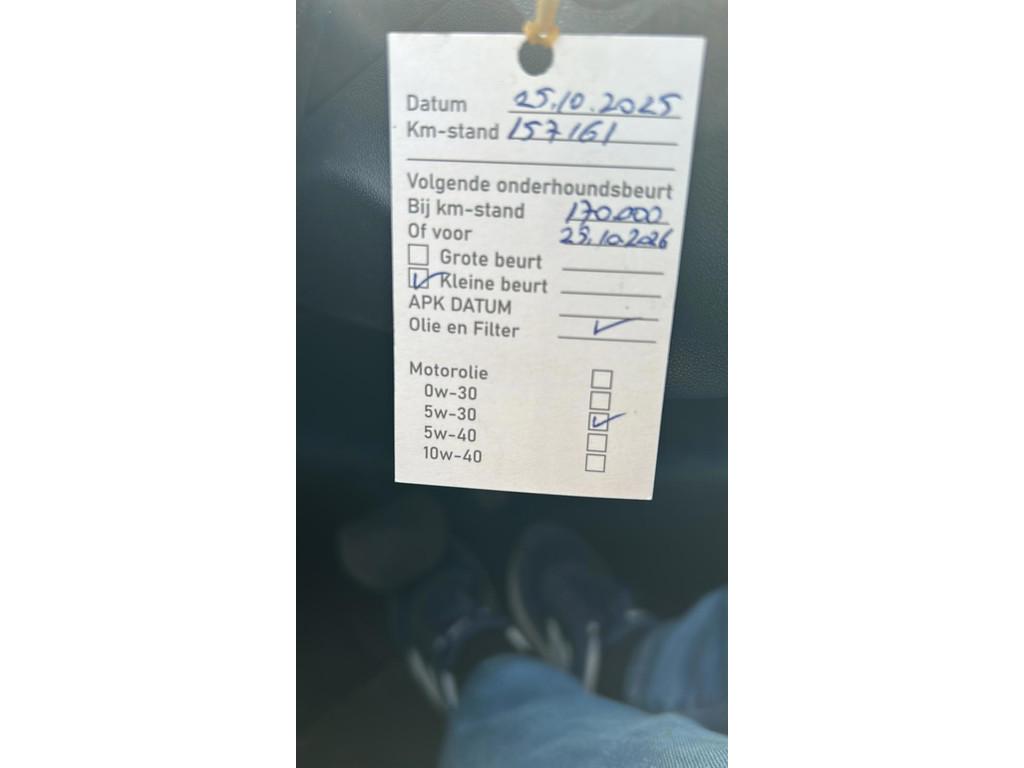 Datum 25.10.2025
Km-stand 157161
Volgende onderhoundsbeurt
Bij km-stand 170.000
Of voor 25.10.2026
☐ Grote beurt
☑ Kleine beurt
APK DATUM
Olie en Filter ✓
Motorolie ☐
0w-30 ☐
5w-30 ☑
5w-40 ☐
10w-40 ☐